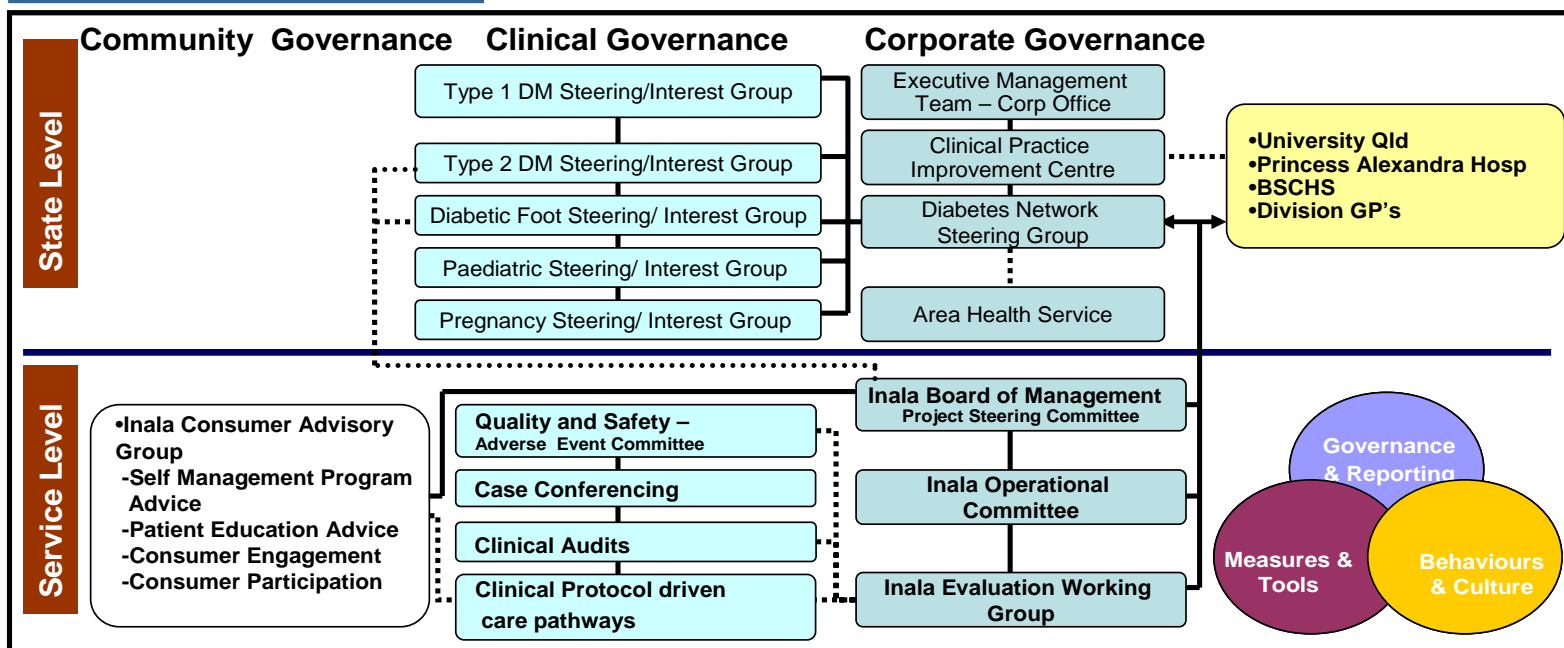 Community Governance
Clinical Governance
Corporate Governance
State Level
Type 1 DM Steering/Interest Group
Type 2 DM Steering/Interest Group
Diabetic Foot Steering/ Interest Group
Paediatric Steering/ Interest Group
Pregnancy Steering/ Interest Group
Executive Management
Team – Corp Office
Clinical Practice
Improvement Centre
Diabetes Network
Steering Group
Area Health Service
•University Qld
•Princess Alexandra Hosp
•BSCHS
•Division GP's
Service Level
•Inala Consumer Advisory
Group
-Self Management Program
Advice
-Patient Education Advice
-Consumer Engagement
-Consumer Participation
Quality and Safety –
Adverse Event Committee
Case Conferencing
Clinical Audits
Clinical Protocol driven
care pathways
Inala Board of Management
Project Steering Committee
Inala Operational
Committee
Inala Evaluation Working
Group
Governance
& Reporting
Measures &
Tools
Behaviours
& Culture